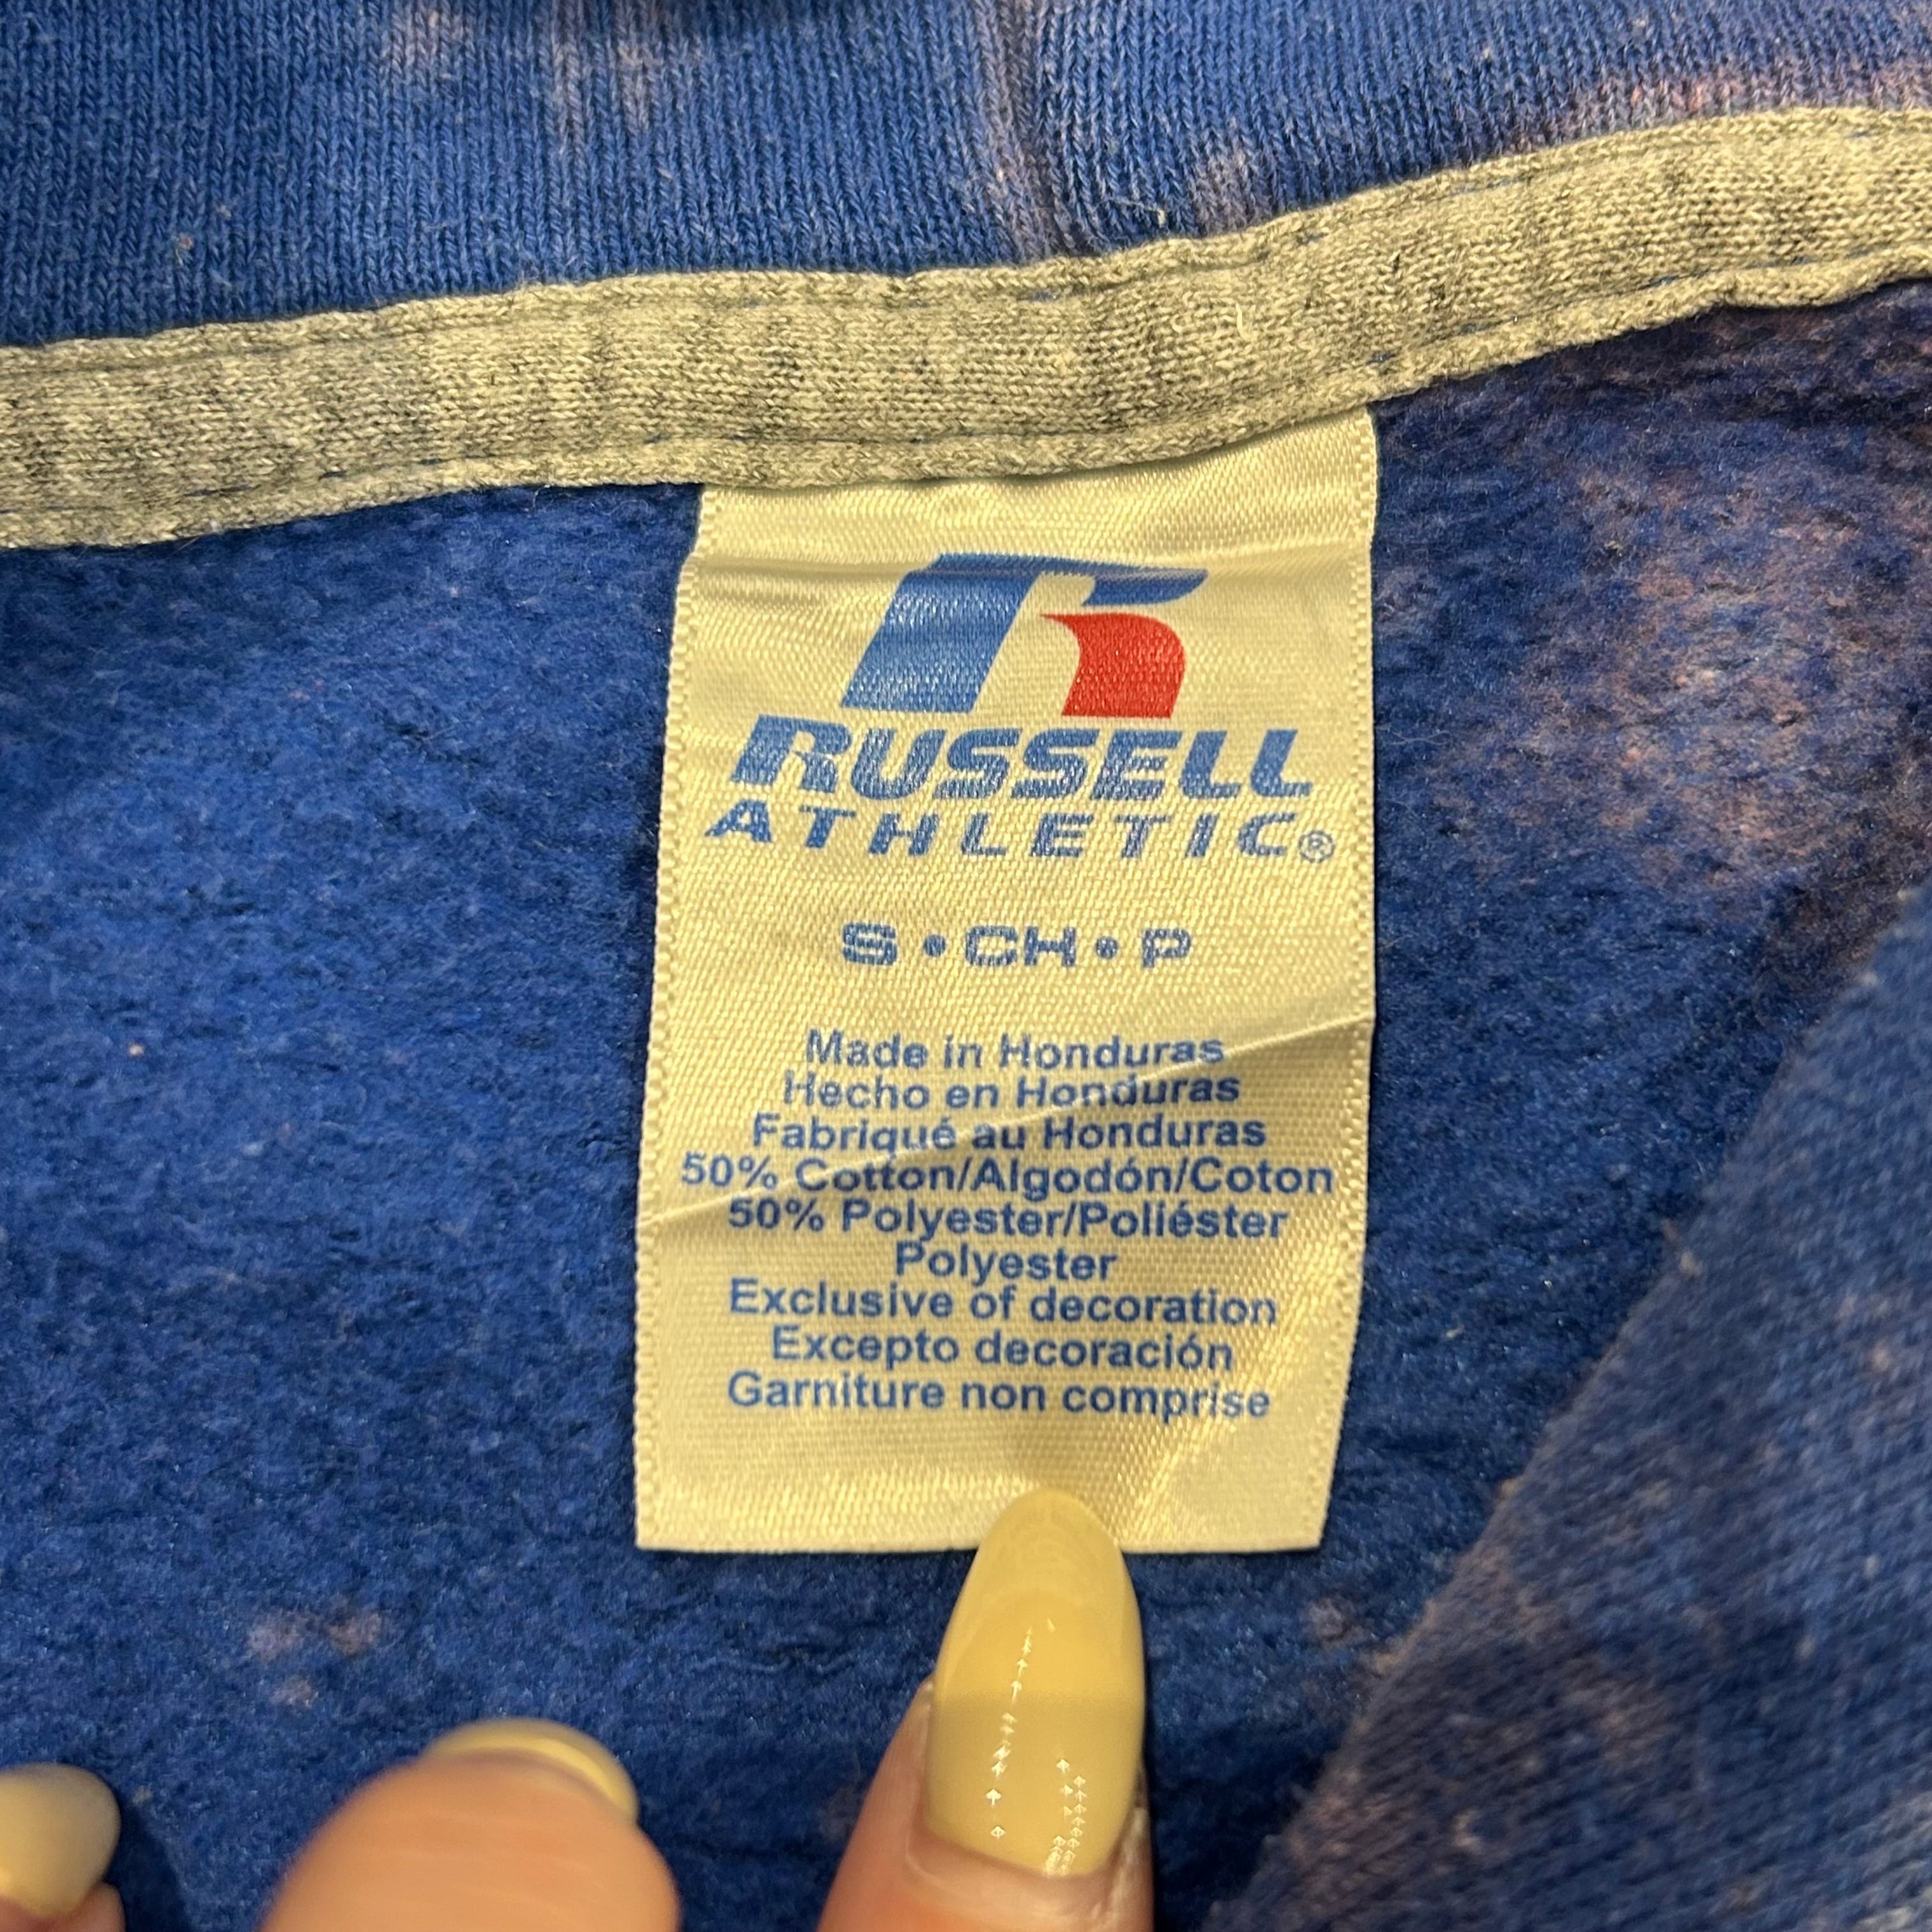 RUSSELL
ATHLETIC®
S • CH • P
Made in Honduras
Hecho en Honduras
Fabriqué au Honduras
50% Cotton/Algodón/Coton
50% Polyester/Poliéster
Polyester
Exclusive of decoration
Excepto decoración
Garniture non comprise